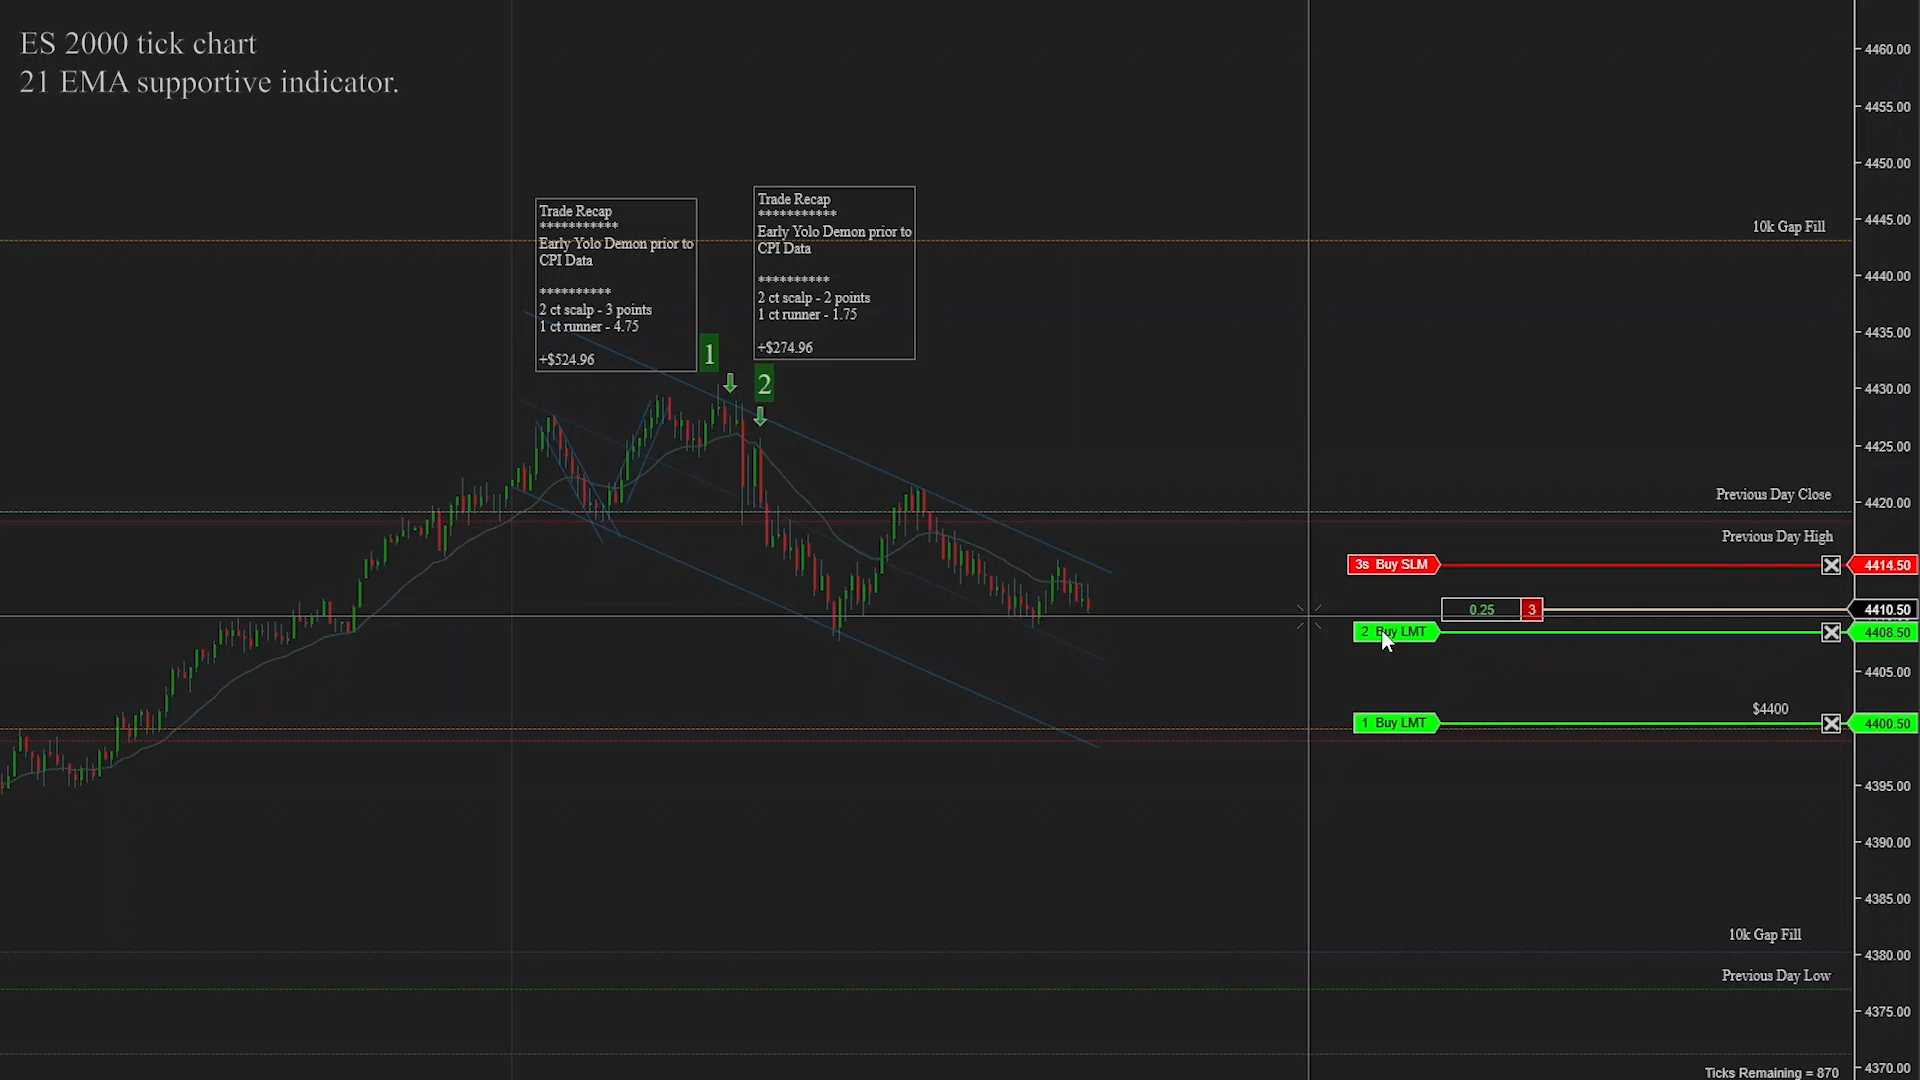 ES 2000 tick chart
21 EMA supportive indicator.
Trade Recap
***********
Early Yolo Demon prior to
CPI Data
**********
2 ct scalp - 3 points
1 ct runner - 4.75
+$524.96
1
Trade Recap
***********
Early Yolo Demon prior to
CPI Data
**********
2 ct scalp - 2 points
1 ct runner - 1.75
+$274.96
2
10k Gap Fill
Previous Day Close
Previous Day High
3s Buy SLM
0.25 3
2 Buy LMT
$4400
1 Buy LMT
10k Gap Fill
Previous Day Low
Ticks Remaining = 870
4460.00
4455.00
4450.00
4445.00
4440.00
4435.00
4430.00
4425.00
4420.00
4414.50
4410.50
4408.50
4405.00
4400.50
4395.00
4390.00
4385.00
4380.00
4375.00
4370.00